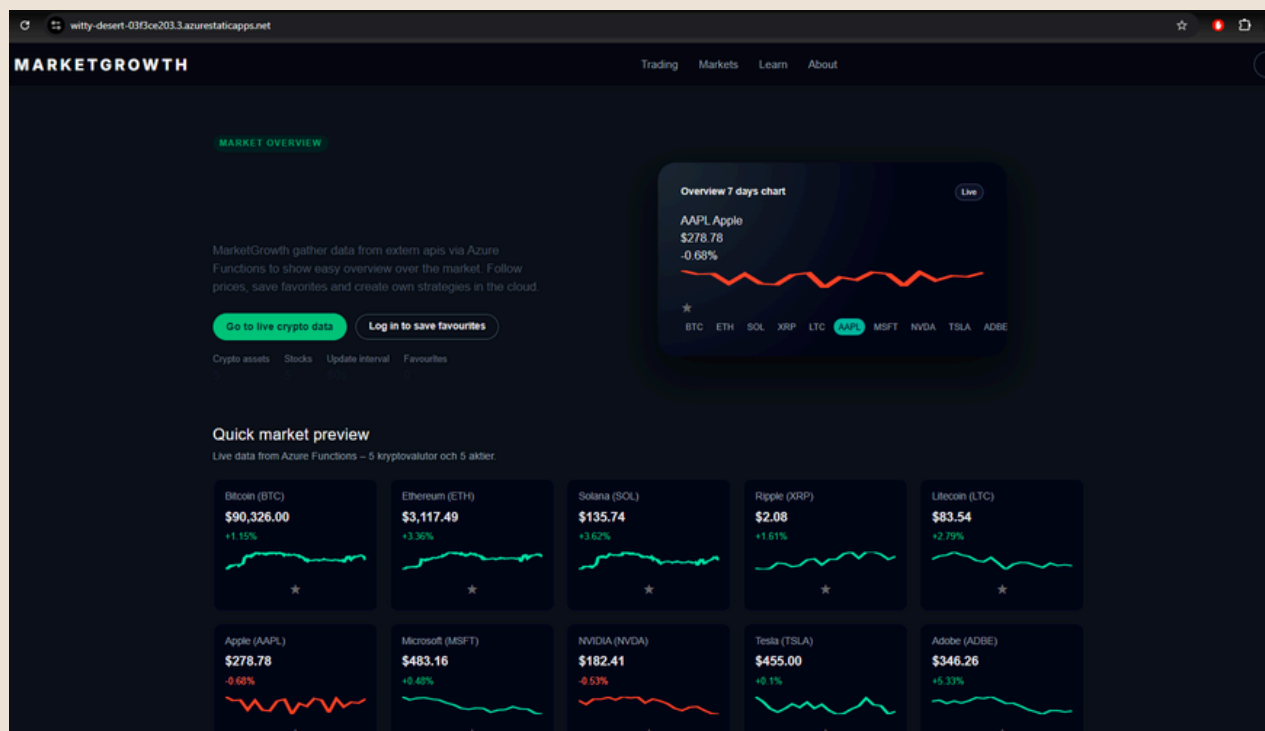 witty-desert-03f3ce203.3.azurestaticapps.net
MARKETGROWTH
Trading Markets Learn About
MARKET OVERVIEW
MarketGrowth gather data from extern apis via Azure
Functions to show easy overview over the market. Follow
prices, save favorites and create own strategies in the cloud.
Go to live crypto data Log in to save favourites
Crypto assets Stocks Update interval Favourites
Overview 7 days chart Live
AAPL Apple
$278.78
-0.68%
BTC ETH SOL XRP LTC AAPL MSFT NVDA TSLA ADBE
Quick market preview
Live data from Azure Functions – 5 kryptovalutor och 5 aktier.
Bitcoin (BTC) Ethereum (ETH) Solana (SOL) Ripple (XRP) Litecoin (LTC)
$90,326.00 $3,117.49 $135.74 $2.08 $83.54
+1.15% +3.36% +3.62% +1.61% +2.79%
Apple (AAPL) Microsoft (MSFT) NVIDIA (NVDA) Tesla (TSLA) Adobe (ADBE)
$278.78 $483.16 $182.41 $455.00 $346.26
-0.68% +0.48% -0.53% +0.1% +5.33%